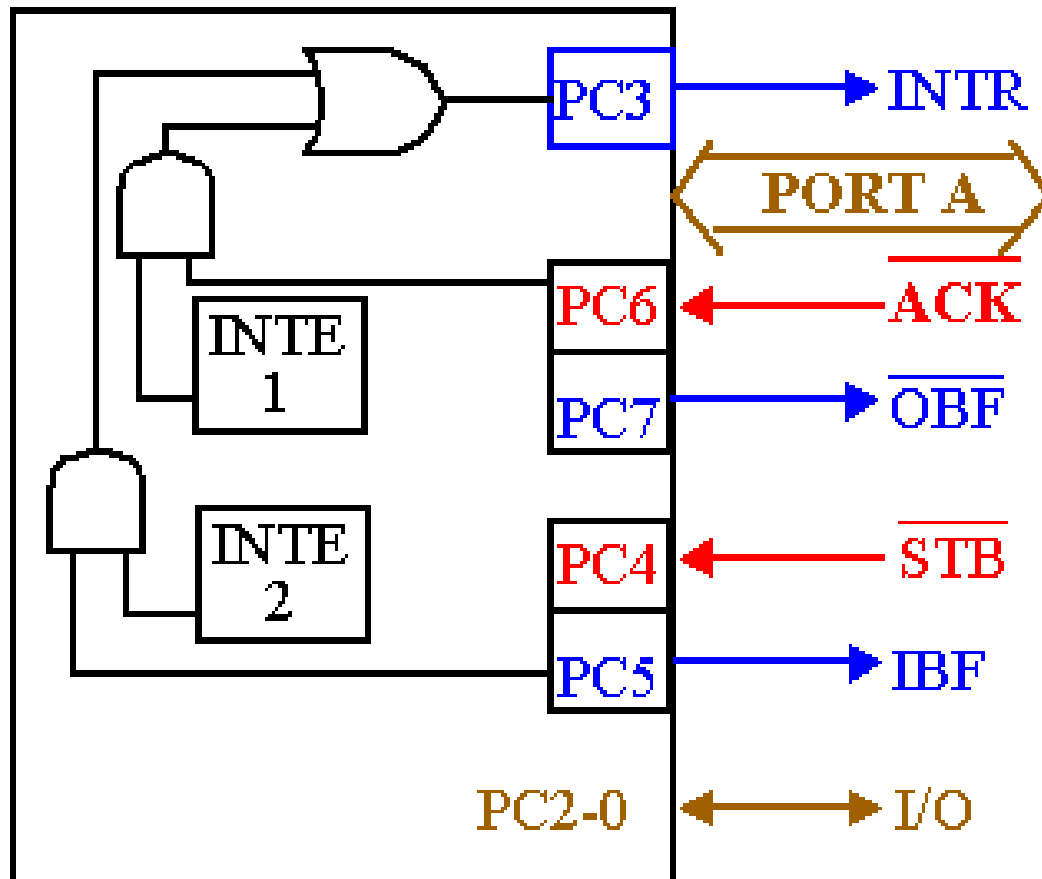 PC3 INTR
PORT A
PC6 ACK
INTE
1
PC7 OBF
INTE
2
PC4 STB
PC5 IBF
PC2-0 I/O